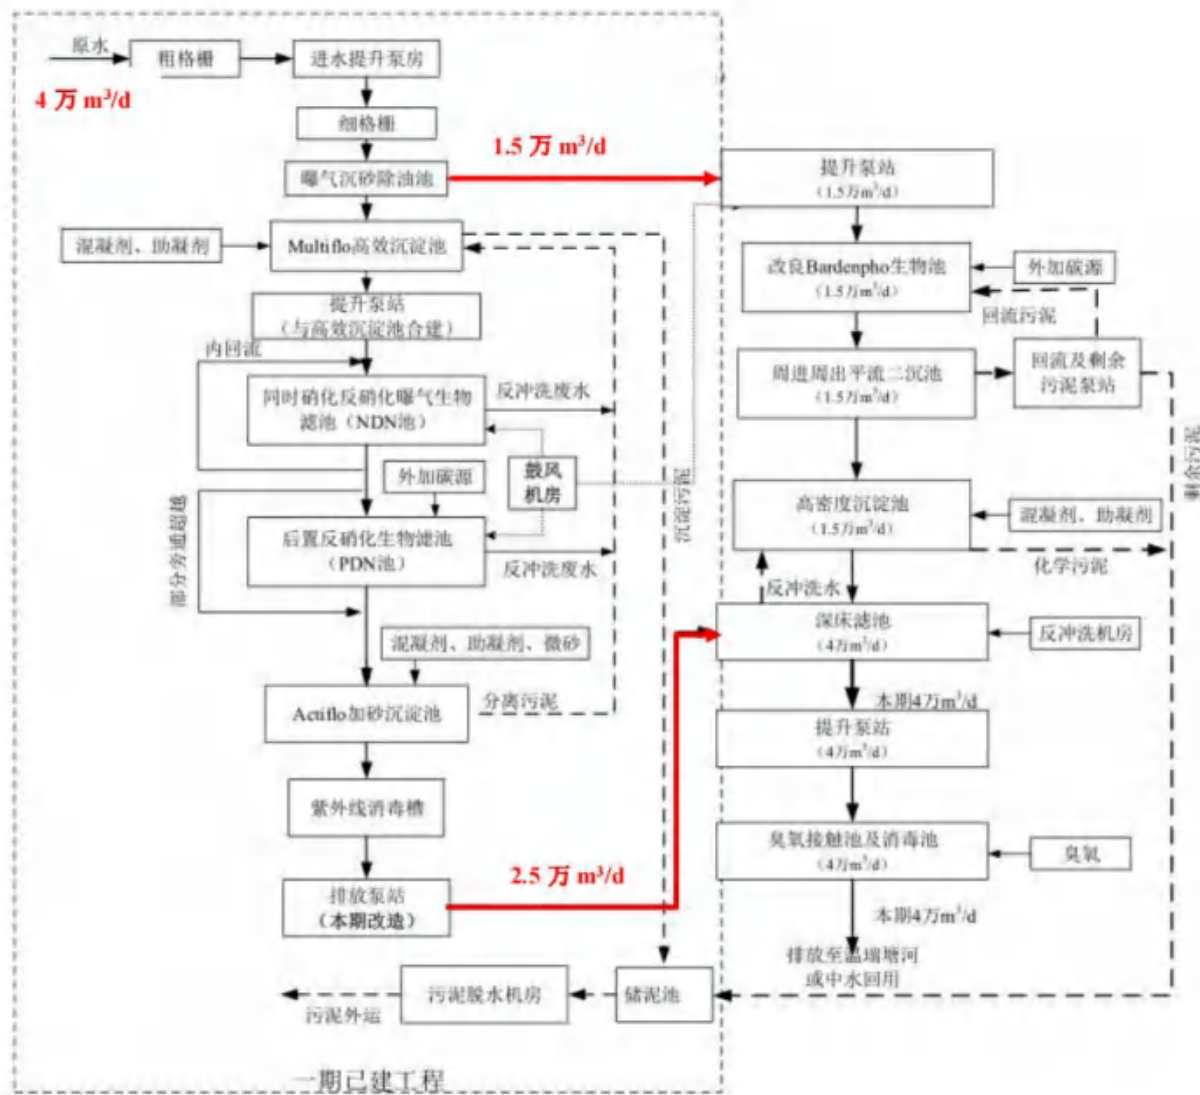 原水
粗格栅
进水提升泵房
4 万 m³/d
细格栅
1.5 万 m³/d
曝气沉砂除油池
提升泵站
(1.5万m³/d)
混凝剂、助凝剂
Multiflo高效沉淀池
改良Bardenpho生物池
(1.5万m³/d)
外加碳源
提升泵站
(与高效沉淀池合建)
回流污泥
内回流
同时硝化反硝化曝气生物
滤池(NDN池)
反冲洗废水
周进周出平流二沉池
(1.5万m³/d)
回流及剩余
污泥泵站
剩余污泥
外加碳源
鼓风
机房
沉淀污泥
高密度沉淀池
(1.5万m³/d)
混凝剂、助凝剂
部分旁通超越
后置反硝化生物滤池
(PDN池)
反冲洗废水
化学污泥
反冲洗水
深床滤池
(4万m³/d)
反冲洗机房
混凝剂、助凝剂、微砂
Actiflo加砂沉淀池
分离污泥
本期4万m³/d
提升泵站
(4万m³/d)
紫外线消毒槽
臭氧接触池及消毒池
(4万m³/d)
臭氧
2.5 万 m³/d
排放泵站
(本期改造)
本期4万m³/d
排放至温瑞塘河
或中水回用
污泥外运
污泥脱水机房
储泥池
一期已建工程